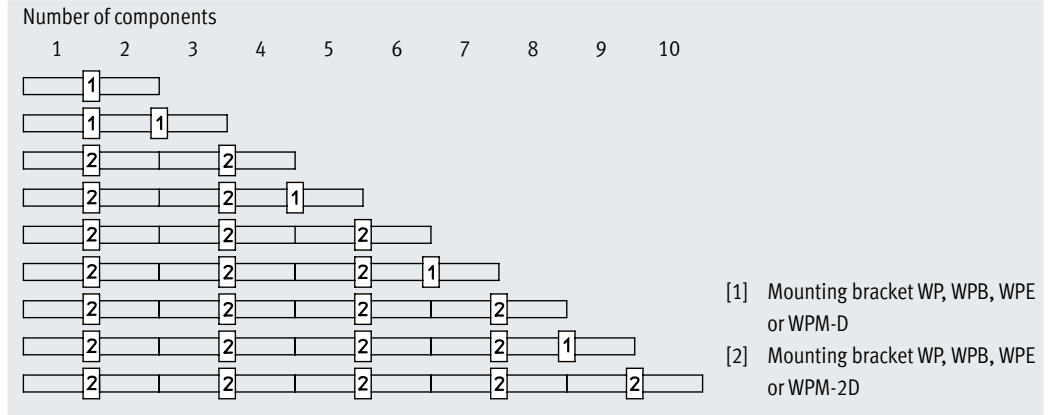 Number of components
1 2 3 4 5 6 7 8 9 10
1
1 1
2 2
2 2 1
2 2 2
2 2 2 1
2 2 2 2
2 2 2 2 1
2 2 2 2 2
[1] Mounting bracket WP, WPB, WPE
or WPM-D
[2] Mounting bracket WP, WPB, WPE
or WPM-2D